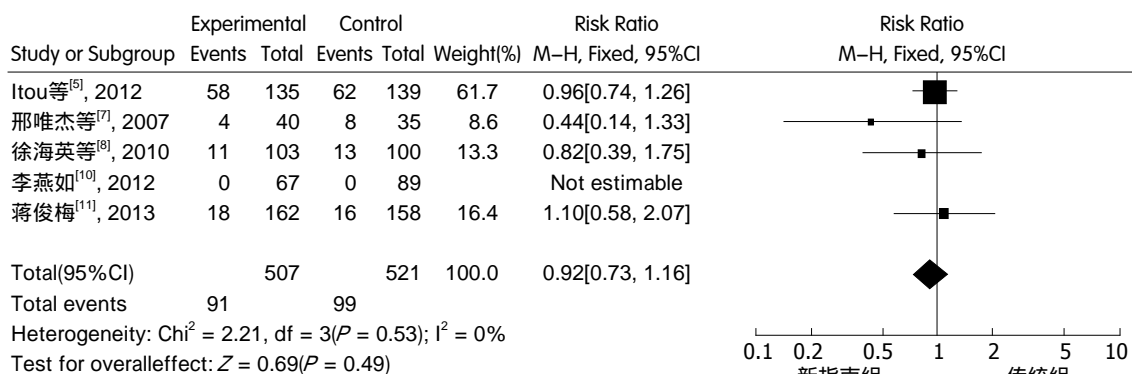 Experimental Control Risk Ratio Risk Ratio
Study or Subgroup Events Total Events Total Weight(%) M−H, Fixed, 95%CI M−H, Fixed, 95%CI
Itou等[5], 2012 58 135 62 139 61.7 0.96[0.74, 1.26]
邢唯杰等[7], 2007 4 40 8 35 8.6 0.44[0.14, 1.33]
徐海英等[8], 2010 11 103 13 100 13.3 0.82[0.39, 1.75]
李燕如[10], 2012 0 67 0 89 Not estimable
蒋俊梅[11], 2013 18 162 16 158 16.4 1.10[0.58, 2.07]
Total(95%CI) 507 521 100.0 0.92[0.73, 1.16]
Total events 91 99
Heterogeneity: Chi2 = 2.21, df = 3(P = 0.53); I2 = 0%
Test for overalleffect: Z = 0.69(P = 0.49)
0.1 0.2 0.5 1 2 5 10